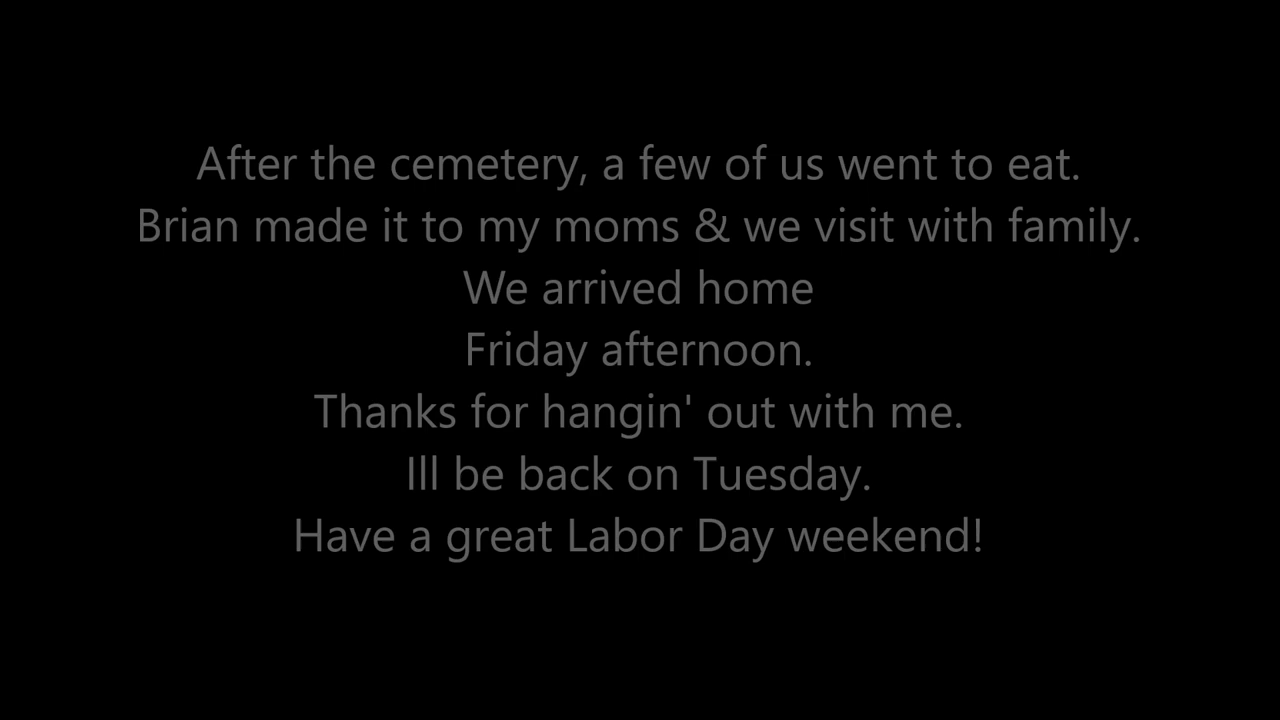 After the cemetery, a few of us went to eat.
Brian made it to my moms & we visit with family.
We arrived home
Friday afternoon.
Thanks for hangin' out with me.
Ill be back on Tuesday.
Have a great Labor Day weekend!